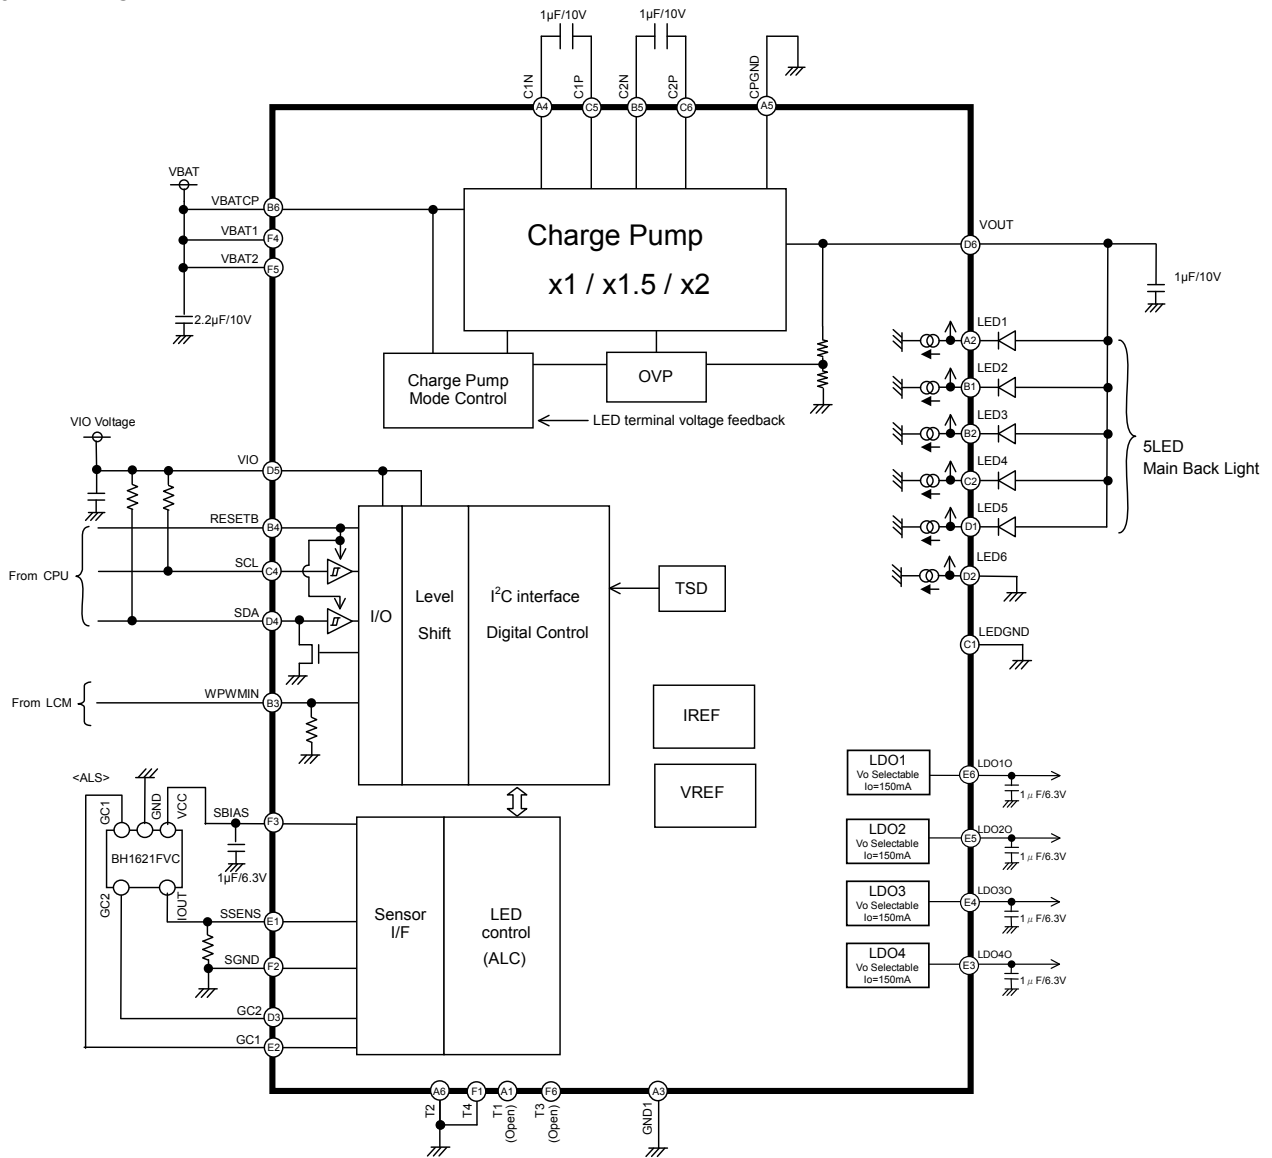 1µF/10V
1µF/10V
C1N
C1P
C2N
C2P
CPGND
A4
C5
B5
C6
A5
VBAT
VBATCP
B6
VBAT1
F4
VBAT2
F5
2.2µF/10V
Charge Pump
x1 / x1.5 / x2
VOUT
D6
1µF/10V
Charge Pump
Mode Control
OVP
LED terminal voltage feedback
LED1
A2
LED2
B1
LED3
B2
LED4
C2
LED5
D1
LED6
D2
5LED
Main Back Light
LEDGND
C1
VIO Voltage
VIO
D5
RESETB
B4
From CPU
SCL
C4
SDA
D4
I/O
Level
Shift
I²C interface
Digital Control
TSD
From LCM
WPWMIN
B3
IREF
VREF
<ALS>
GC1
GND
VCC
SBIAS
F3
BH1621FVC
1µF/6.3V
GC2
IOUT
SSENS
E1
SGND
F2
GC2
D3
GC1
E2
Sensor
I/F
LED
control
(ALC)
LDO1
Vo Selectable
Io=150mA
E6
LDO1O
1µF/6.3V
LDO2
Vo Selectable
Io=150mA
E5
LDO2O
1µF/6.3V
LDO3
Vo Selectable
Io=150mA
E4
LDO3O
1µF/6.3V
LDO4
Vo Selectable
Io=150mA
E3
LDO4O
1µF/6.3V
A6
F1
A1
F6
A3
T2
T4
T1
(Open)
T3
(Open)
GND1